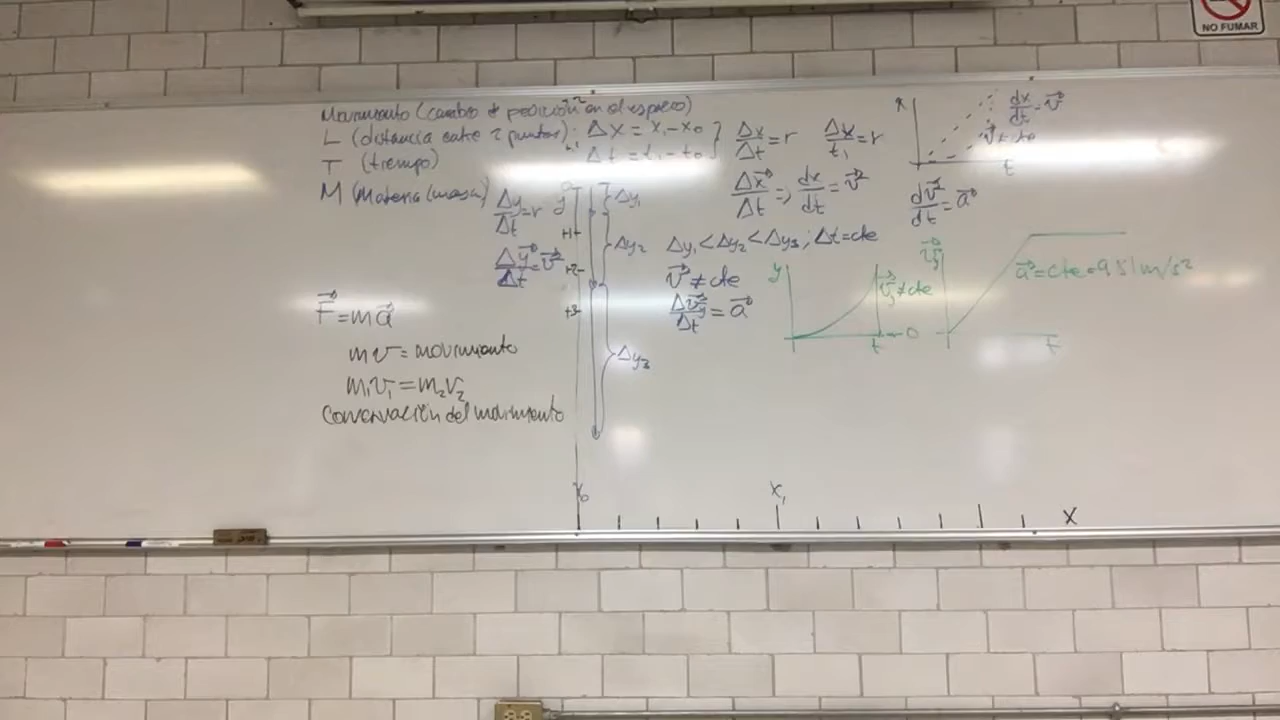 NO FUMAR
Movimiento (cambio de posición en el espacio)
L (distancia entre 2 puntos): Δx = x₁-x₀
T (tiempo) Δt = t₁-t₀
Δx/Δt = r Δx/t₁ = r
M (Materia (masa)
Δx⃗/Δt ⇒ dx/dt = v⃗
x
dx/dt = v⃗
t
dv⃗/dt = a⃗
Δy/Δt = r
Δy⃗/Δt = v⃗
y
Δy₁
Δy₂
Δy₃
Δy₁ < Δy₂ < Δy₃ ; Δt = cte
v⃗ ≠ cte
Δv⃗y/Δt = a⃗
y
v⃗y ≠ cte
t
a⃗ = cte = 9.81 m/s²
F⃗ = ma⃗
mv = movimiento
m₁v₁ = m₂v₂
Conservación del movimiento
x₀ x₁ x